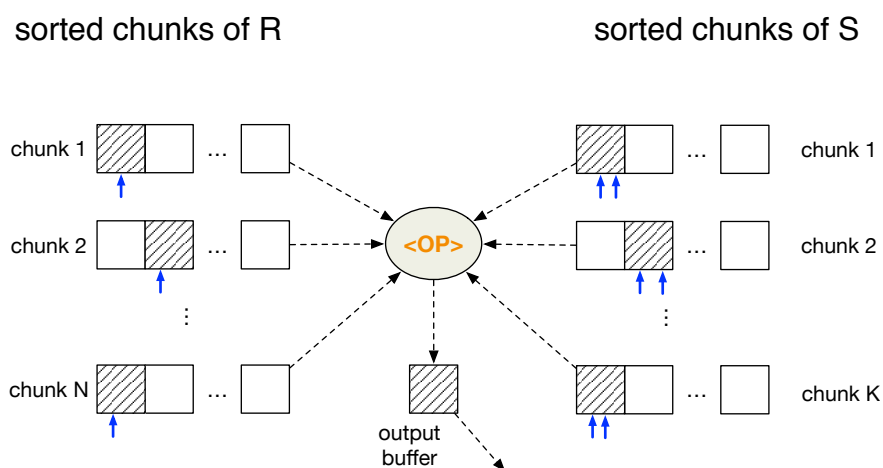 sorted chunks of R
sorted chunks of S
chunk 1
...
...
chunk 1
chunk 2
...
<OP>
...
chunk 2
...
...
chunk N
...
...
chunk K
output
buffer